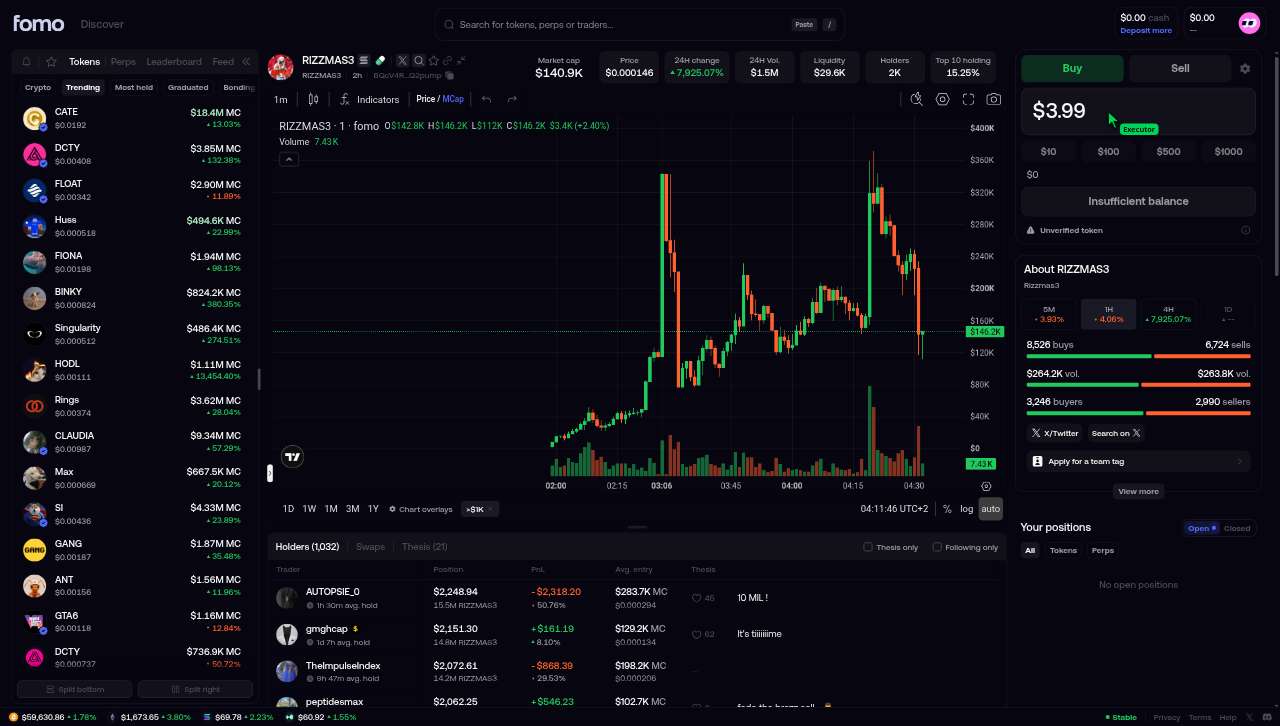 fomo Discover
Search for tokens, perps or traders... Paste /
$0.00 cash
Deposit more
$0.00
—
Tokens Perps Leaderboard Feed
Crypto Trending Most held Graduated Bonding
CATE $18.4M MC
$0.0192 13.03%
DCTY $3.85M MC
$0.00408 132.38%
FLOAT $2.90M MC
$0.00342 11.89%
Huss $494.6K MC
$0.000518 22.99%
FIONA $1.94M MC
$0.00198 98.13%
BINKY $824.2K MC
$0.000824 380.35%
Singularity $486.4K MC
$0.000512 274.51%
HODL $1.11M MC
$0.00111 13,454.40%
Rings $3.62M MC
$0.00374 28.04%
CLAUDIA $9.34M MC
$0.00987 57.29%
Max $667.5K MC
$0.000669 20.12%
SI $4.33M MC
$0.00436 23.89%
GANG $1.87M MC
$0.00187 35.48%
ANT $1.56M MC
$0.00156 11.96%
GTA6 $1.16M MC
$0.00118 12.84%
DCTY $736.9K MC
$0.000737 50.72%
Split bottom Split right
RIZZMAS3
RIZZMAS3 2h 6QcV4R...Q2pump
Market cap
$140.9K
Price
$0.000146
24H change
7,925.07%
24H Vol.
$1.5M
Liquidity
$29.6K
Holders
2K
Top 10 holding
15.25%
1m Indicators Price / MCap
RIZZMAS3 · 1 · fomo O$142.8K H$146.2K L$112K C$146.2K $3.4K (+2.40%)
Volume 7.43K
$400K
$360K
$320K
$280K
$240K
$200K
$160K
$146.2K
$120K
$80K
$40K
$0
7.43K
02:00 02:15 03:06 03:45 04:00 04:15 04:30
1D 1W 1M 3M 1Y Chart overlays >$1K 04:11:46 UTC+2 % log auto
Holders (1,032) Swaps Thesis (21) Thesis only Following only
Trader Position PnL Avg. entry Thesis
AUTOPSIE_0 $2,248.94 -$2,318.20 $283.7K MC 46 10 MIL !
1h 30m avg. hold 15.5M RIZZMAS3 50.76% $0.000294
gmghcap $2,151.30 +$161.19 $129.2K MC 62 It's tiiiiiiime
1d 7h avg. hold 14.8M RIZZMAS3 8.10% $0.000134
TheImpulseIndex $2,072.61 -$868.39 $198.2K MC
9h 47m avg. hold 14.2M RIZZMAS3 29.53% $0.000206
peptidesmax $2,062.25 +$546.23 $102.7K MC
Buy Sell
$3.99
Executor
$10 $100 $500 $1000
$0
Insufficient balance
Unverified token
About RIZZMAS3
Rizzmas3
5M 1H 4H 1D
3.93% 4.06% 7,925.07% --
8,526 buys 6,724 sells
$264.2K vol. $263.8K vol.
3,246 buyers 2,990 sellers
X/Twitter Search on X
Apply for a team tag
View more
Your positions Open Closed
All Tokens Perps
No open positions
$59,630.86 1.78% $1,673.65 3.80% $69.78 2.23% $60.92 1.55% Stable Privacy Terms Help